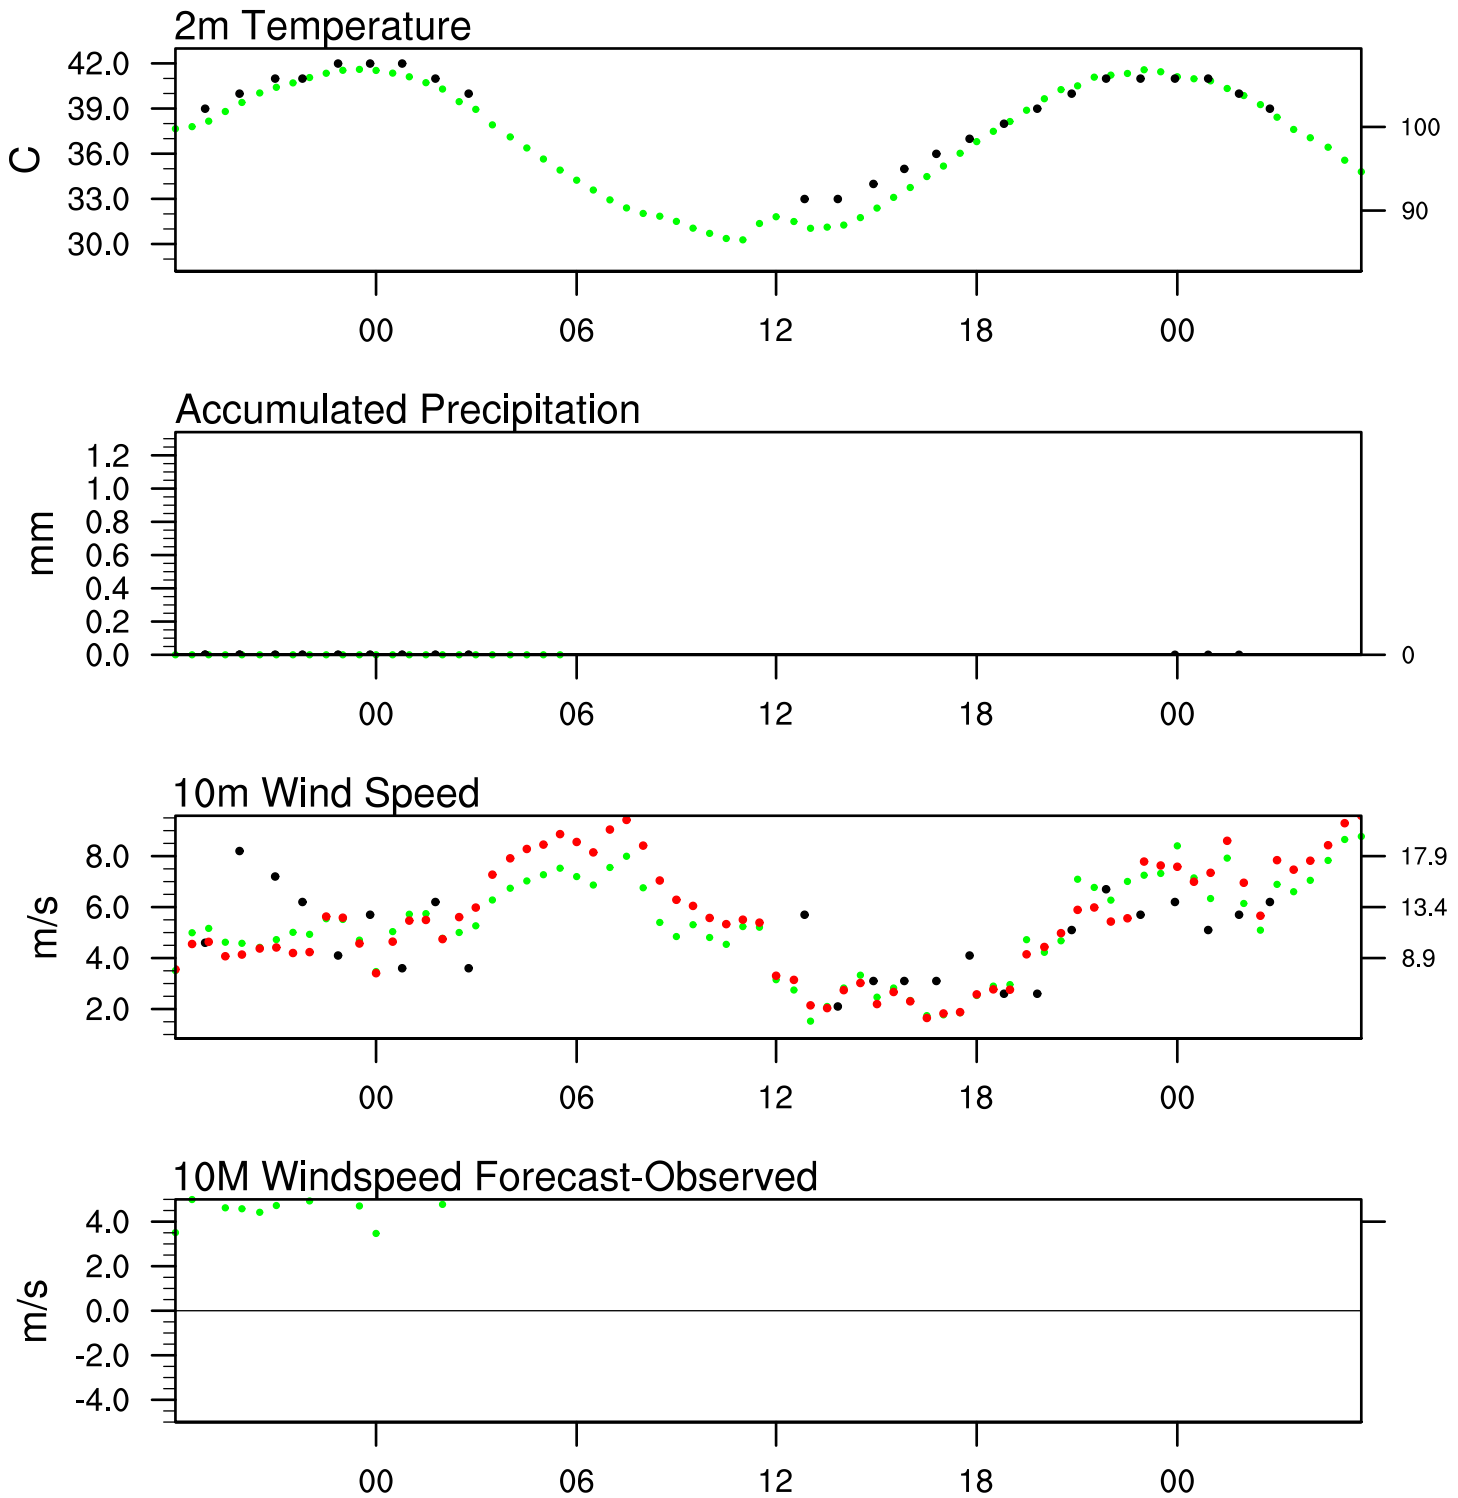 2m Temperature
42.0
39.0
36.0
33.0
30.0
C
100
90
00 06 12 18 00
Accumulated Precipitation
1.2
1.0
0.8
0.6
0.4
0.2
0.0
mm
0
00 06 12 18 00
10m Wind Speed
8.0
6.0
4.0
2.0
m/s
17.9
13.4
8.9
00 06 12 18 00
10M Windspeed Forecast-Observed
4.0
2.0
0.0
-2.0
-4.0
m/s
00 06 12 18 00